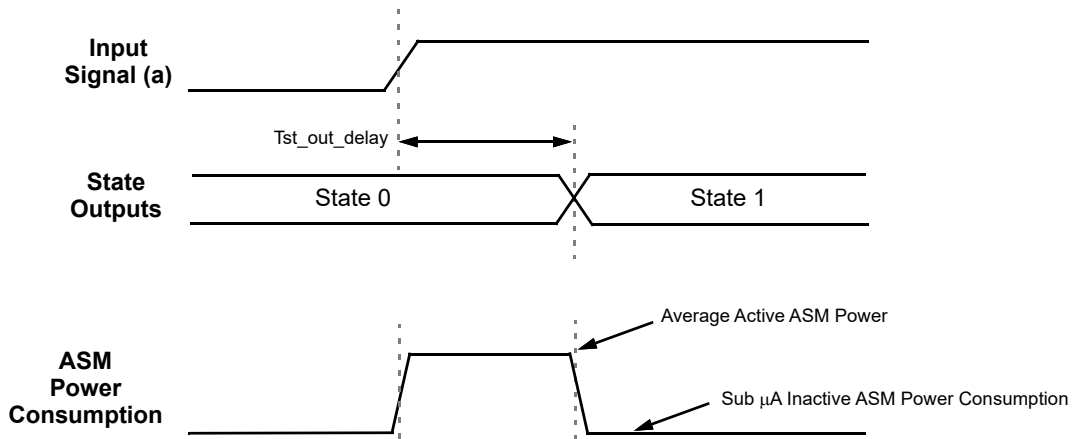 Input
Signal (a)
Tst_out_delay
State
Outputs
State 0
State 1
Average Active ASM Power
ASM
Power
Consumption
Sub μA Inactive ASM Power Consumption